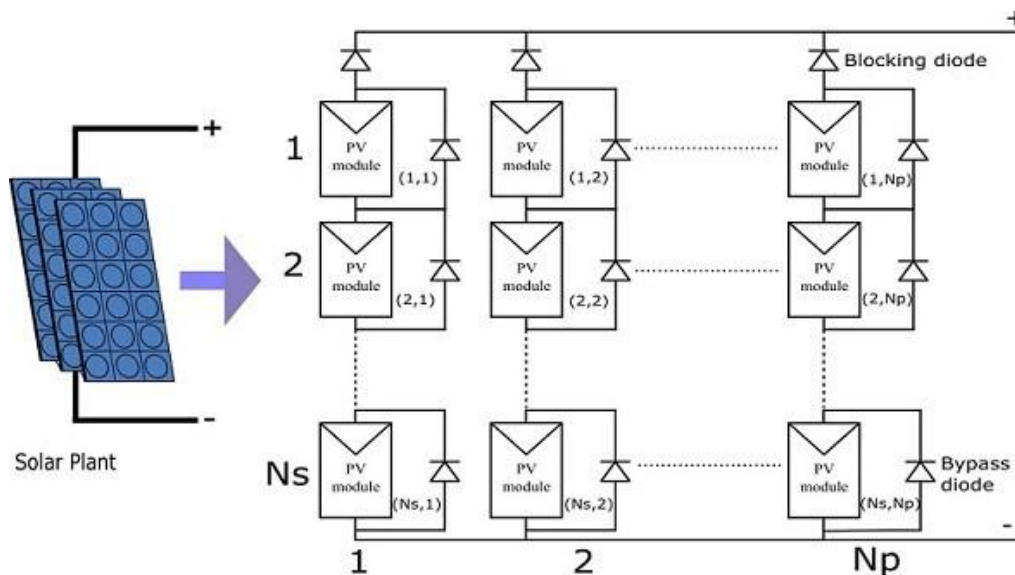 +
Blocking diode
1
PV
module
(1,1)
PV
module
(1,2)
PV
module
(1,Np)
+
2
PV
module
(2,1)
PV
module
(2,2)
PV
module
(2,Np)
-
Solar Plant
Ns
PV
module
(Ns,1)
PV
module
(Ns,2)
PV
module
(Ns,Np)
Bypass
diode
-
1
2
Np